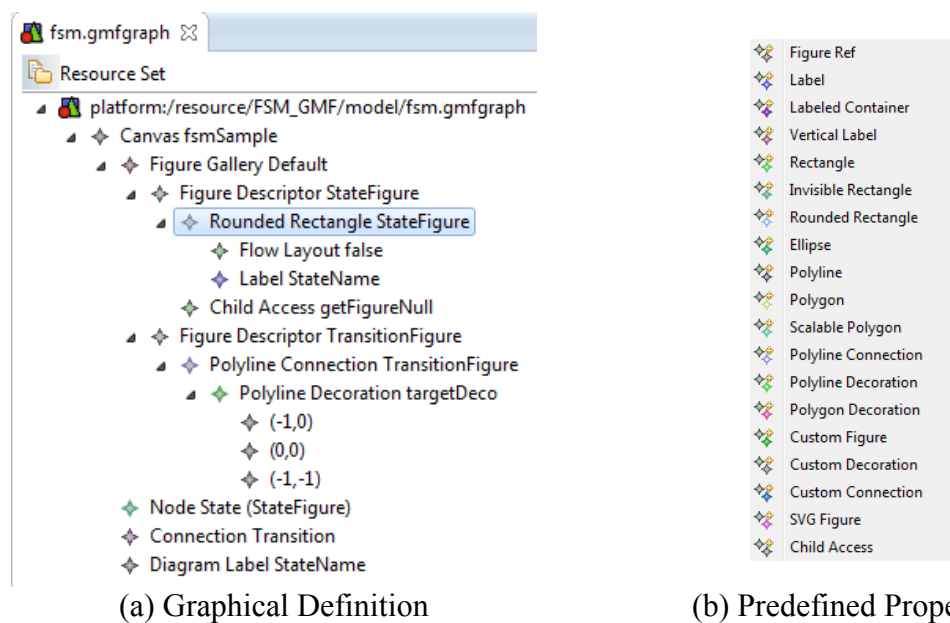 fsm.gmfgraph
Resource Set
platform:/resource/FSM_GMF/model/fsm.gmfgraph
Canvas fsmSample
Figure Gallery Default
Figure Descriptor StateFigure
Rounded Rectangle StateFigure
Flow Layout false
Label StateName
Child Access getFigureNull
Figure Descriptor TransitionFigure
Polyline Connection TransitionFigure
Polyline Decoration targetDeco
(-1,0)
(0,0)
(-1,-1)
Node State (StateFigure)
Connection Transition
Diagram Label StateName
(a) Graphical Definition
Figure Ref
Label
Labeled Container
Vertical Label
Rectangle
Invisible Rectangle
Rounded Rectangle
Ellipse
Polyline
Polygon
Scalable Polygon
Polyline Connection
Polyline Decoration
Polygon Decoration
Custom Figure
Custom Decoration
Custom Connection
SVG Figure
Child Access
(b) Predefined Prope